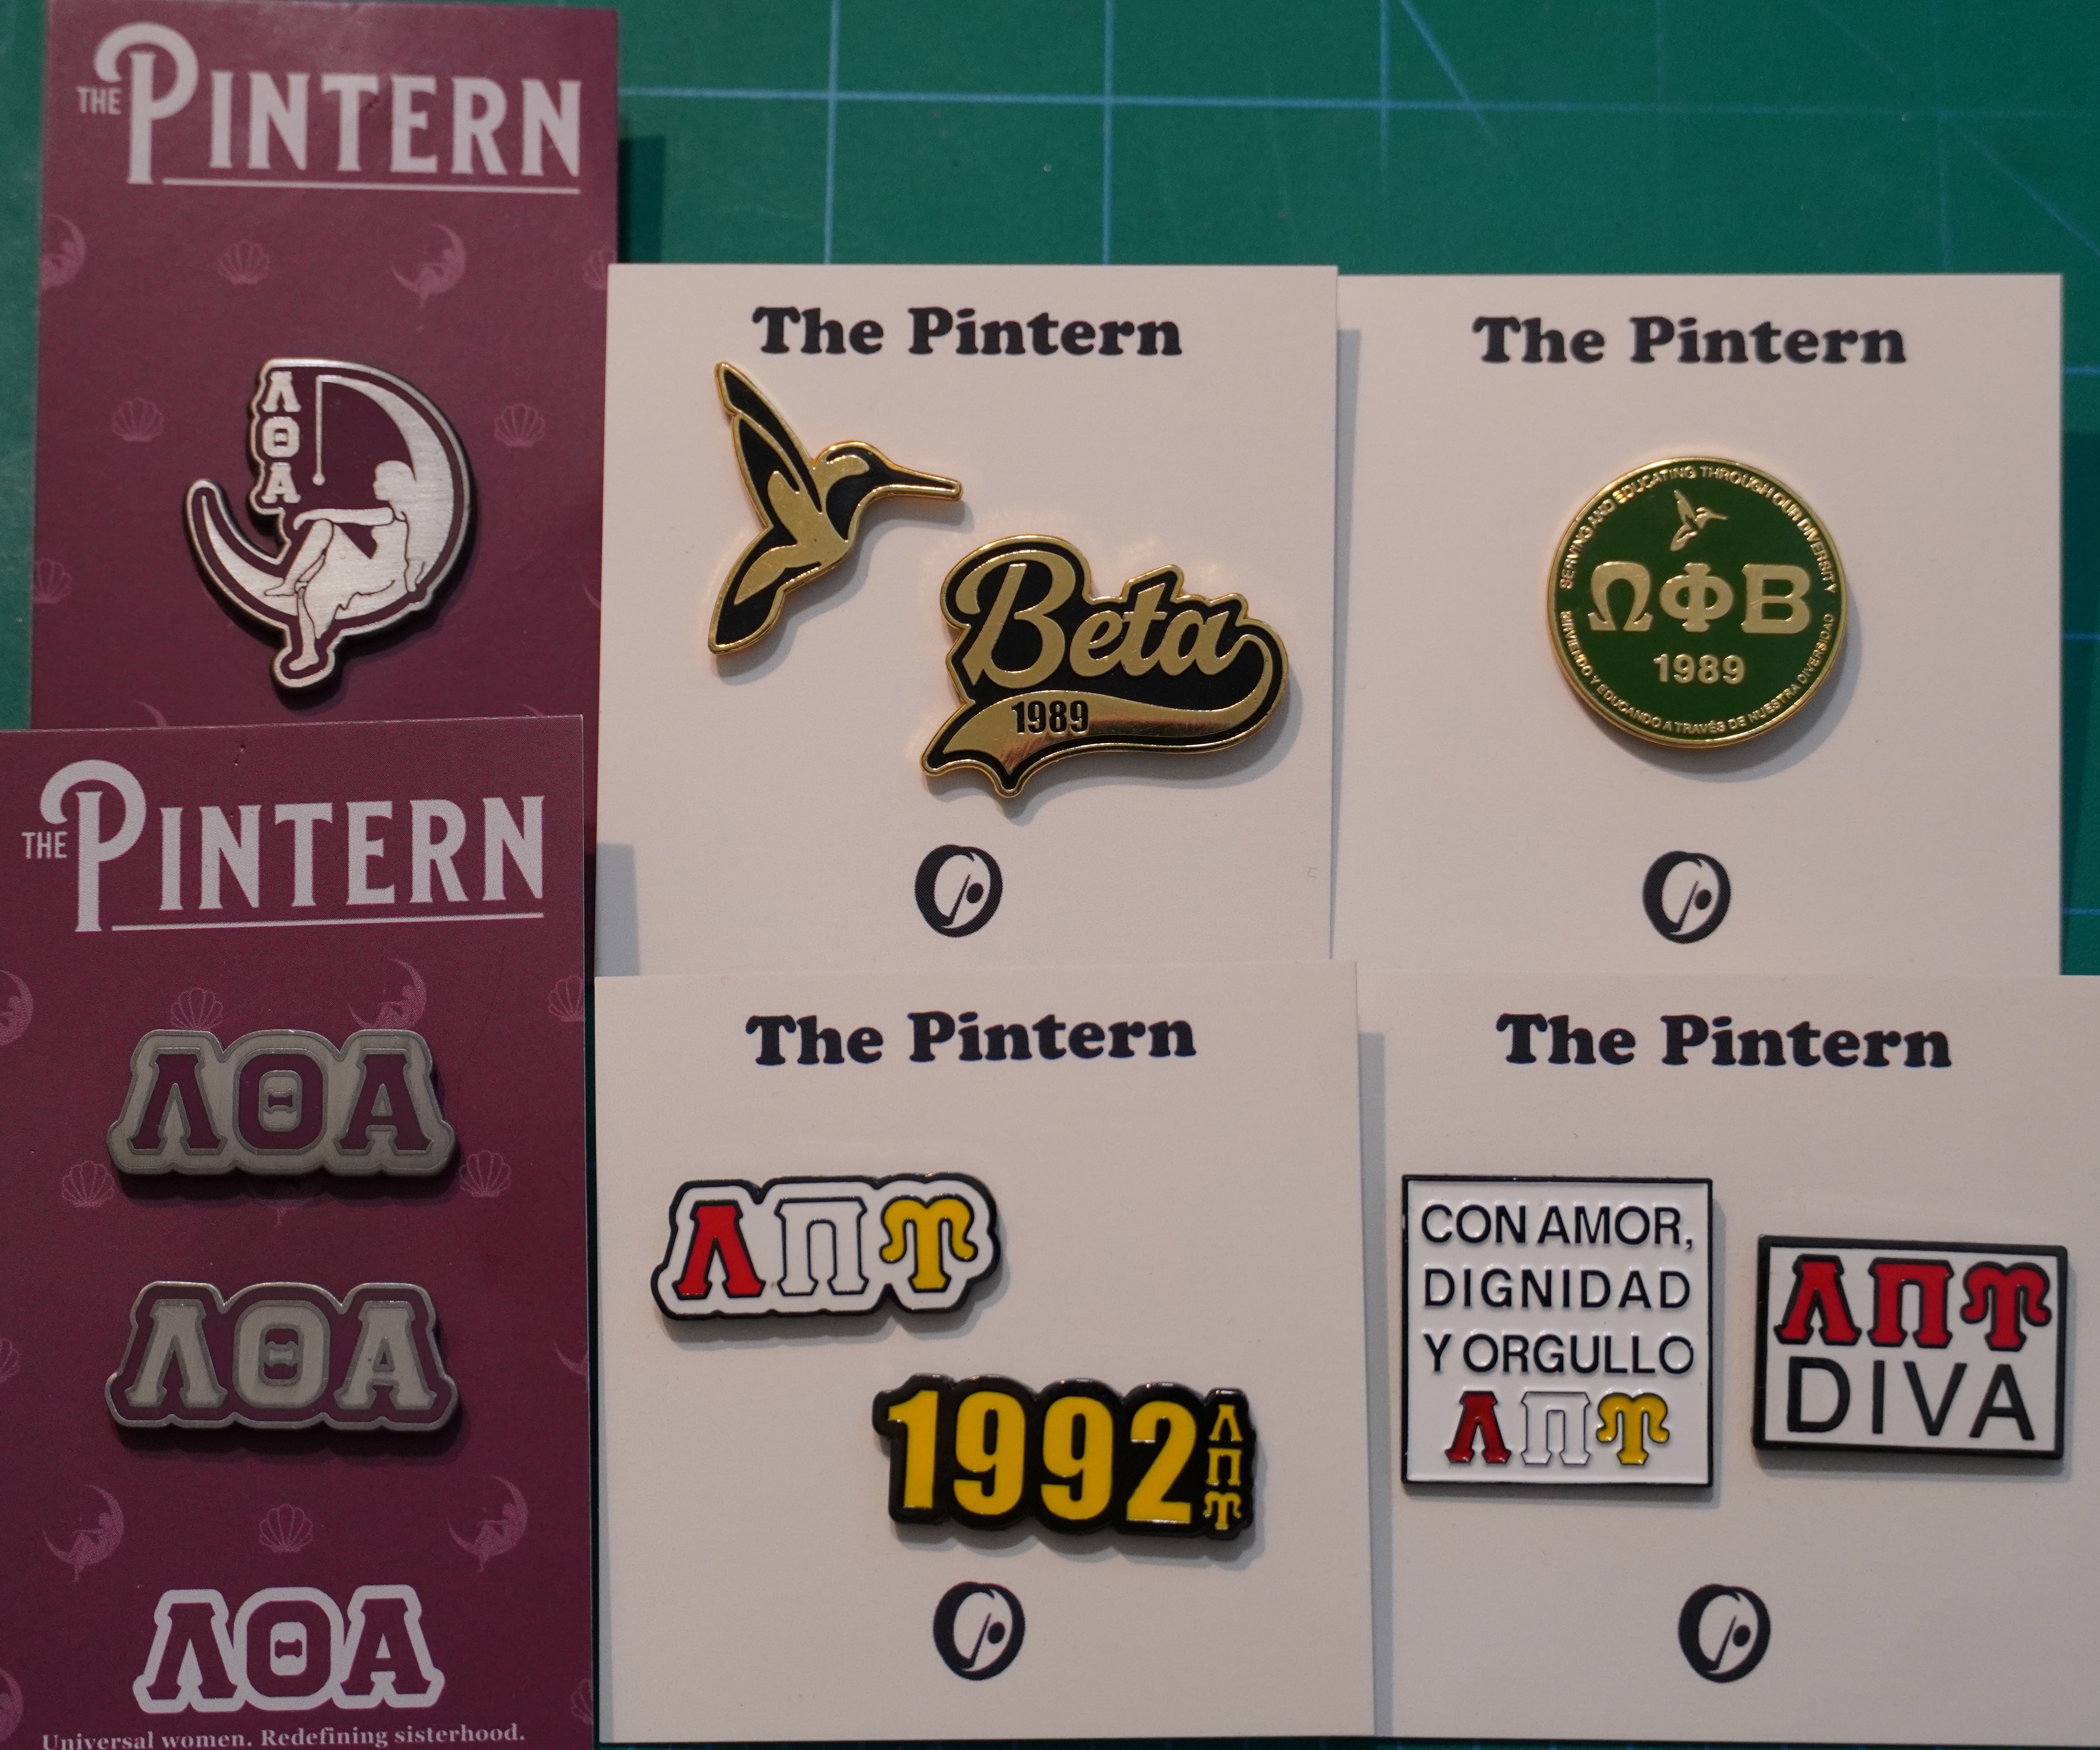 THE PINTERN
Λ
Θ
Α
THE PINTERN
ΛΘΑ
ΛΘΑ
ΛΘΑ
Universal women. Redefining sisterhood.
The Pintern
Beta
1989
The Pintern
SERVING AND EDUCATING THROUGH OUR DIVERSITY
ΩΦΒ
1989
SIRVIENDO Y EDUCANDO A TRAVÉS DE NUESTRA DIVERSIDAD
The Pintern
ΛΠΥ
1992
Λ
Π
Υ
The Pintern
CON AMOR,
DIGNIDAD
Y ORGULLO
ΛΠΥ
ΛΠΥ
DIVA